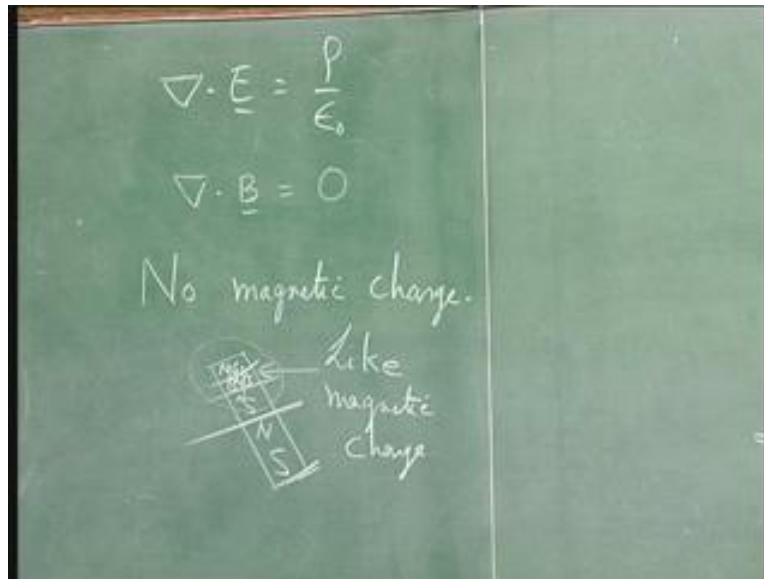 ∇ · E = ρ/ε₀
∇ · B = 0
No magnetic charge.
Like
magnetic
charge
N
S
N
S